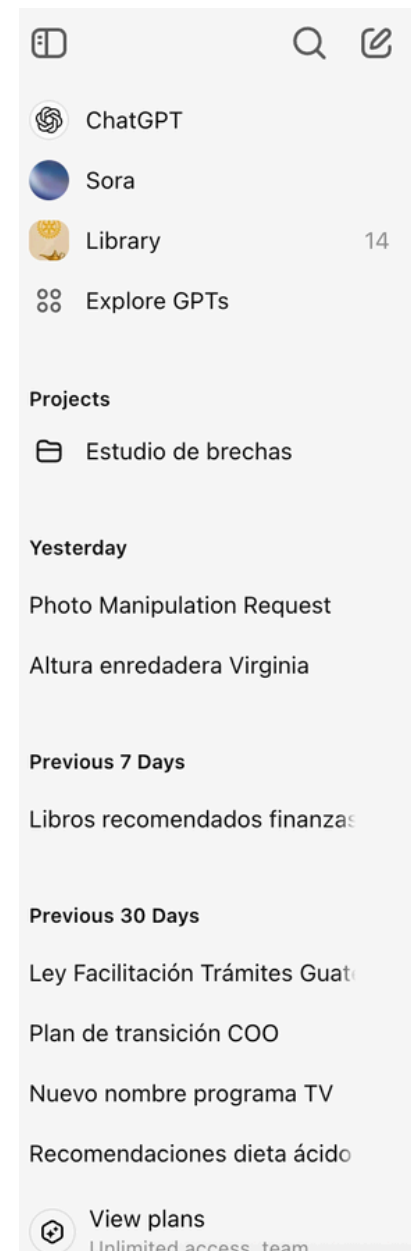 ChatGPT
Sora
Library 14
Explore GPTs
Projects
Estudio de brechas
Yesterday
Photo Manipulation Request
Altura enredadera Virginia
Previous 7 Days
Libros recomendados finanzas
Previous 30 Days
Ley Facilitación Trámites Guat
Plan de transición COO
Nuevo nombre programa TV
Recomendaciones dieta ácido
View plans
Unlimited access, team